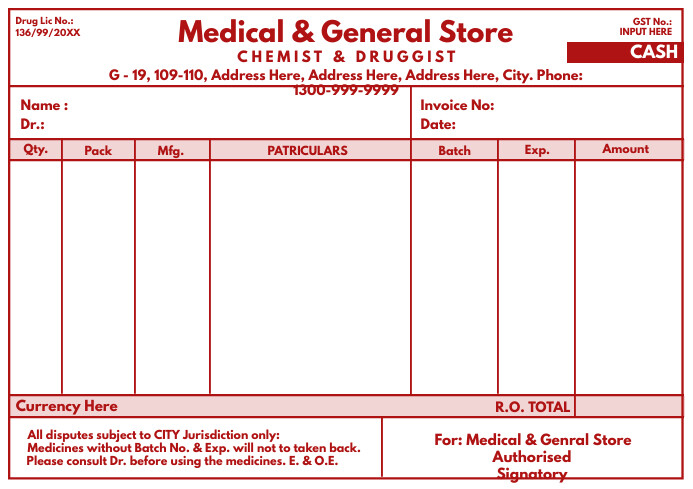 Drug Lic No.:
136/99/20XX
Medical & General Store
CHEMIST & DRUGGIST
G - 19, 109-110, Address Here, Address Here, Address Here, City. Phone:
1300-999-9999
GST No.:
INPUT HERE
CASH
Name :
Dr.:
Invoice No:
Date:
Qty. Pack Mfg. PATRICULARS Batch Exp. Amount
Currency Here R.O. TOTAL
All disputes subject to CITY Jurisdiction only:
Medicines without Batch No. & Exp. will not to taken back.
Please consult Dr. before using the medicines. E. & O.E.
For: Medical & Genral Store
Authorised
Signatory